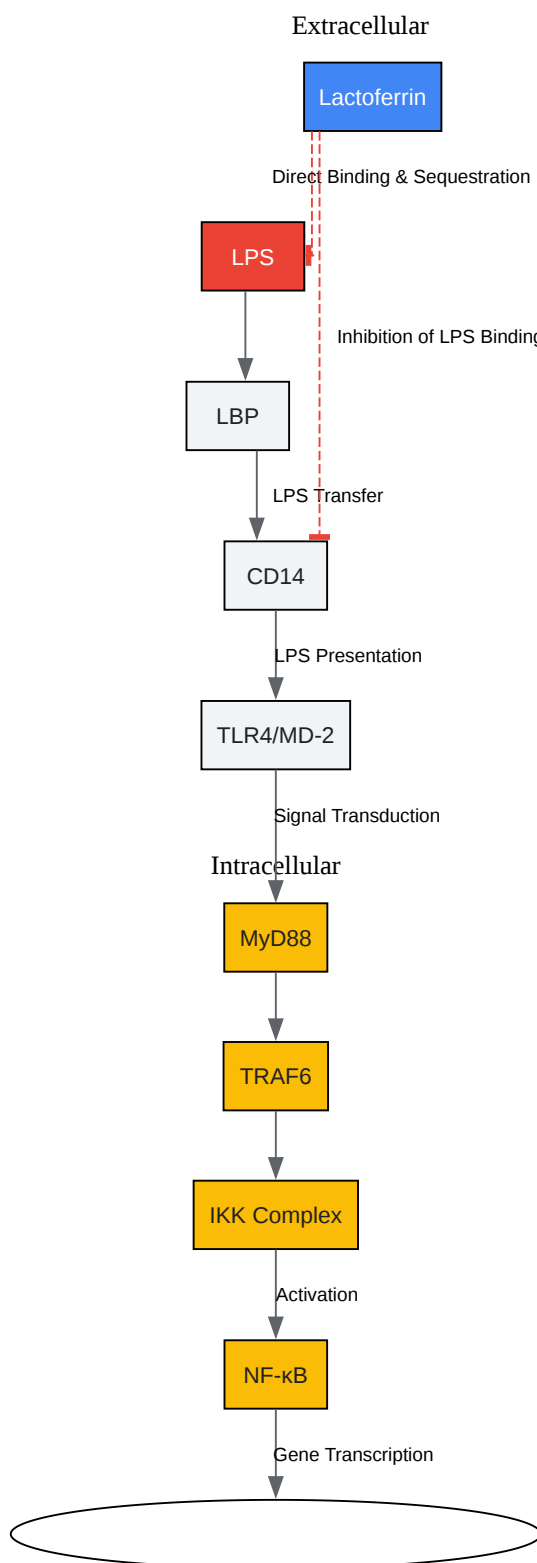 Extracellular
Lactoferrin
Direct Binding & Sequestration
LPS
Inhibition of LPS Binding
LBP
LPS Transfer
CD14
LPS Presentation
TLR4/MD-2
Signal Transduction
Intracellular
MyD88
TRAF6
IKK Complex
Activation
NF-κB
Gene Transcription